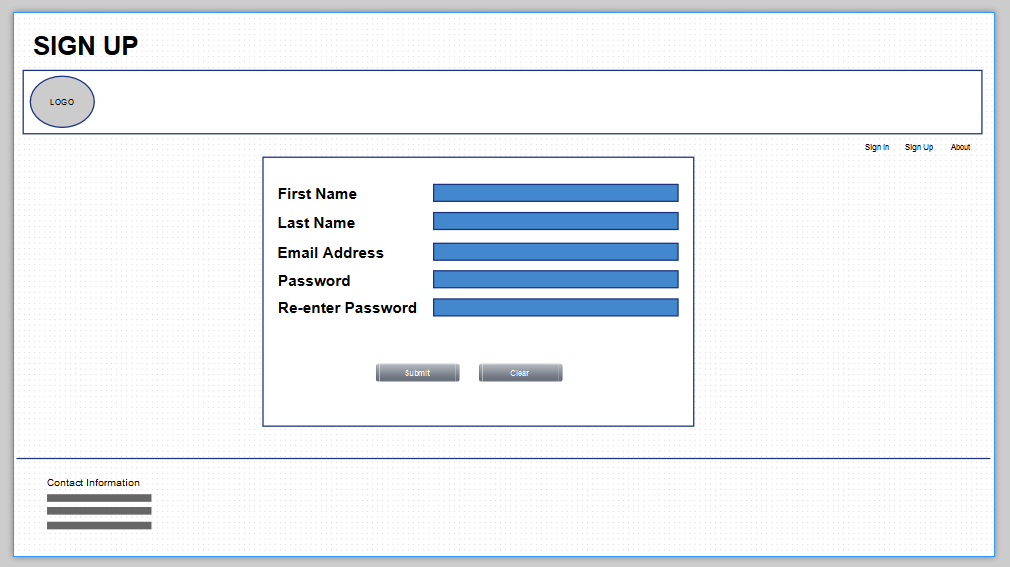 SIGN UP
LOGO
Sign In Sign Up About
First Name
Last Name
Email Address
Password
Re-enter Password
Submit Clear
Contact Information